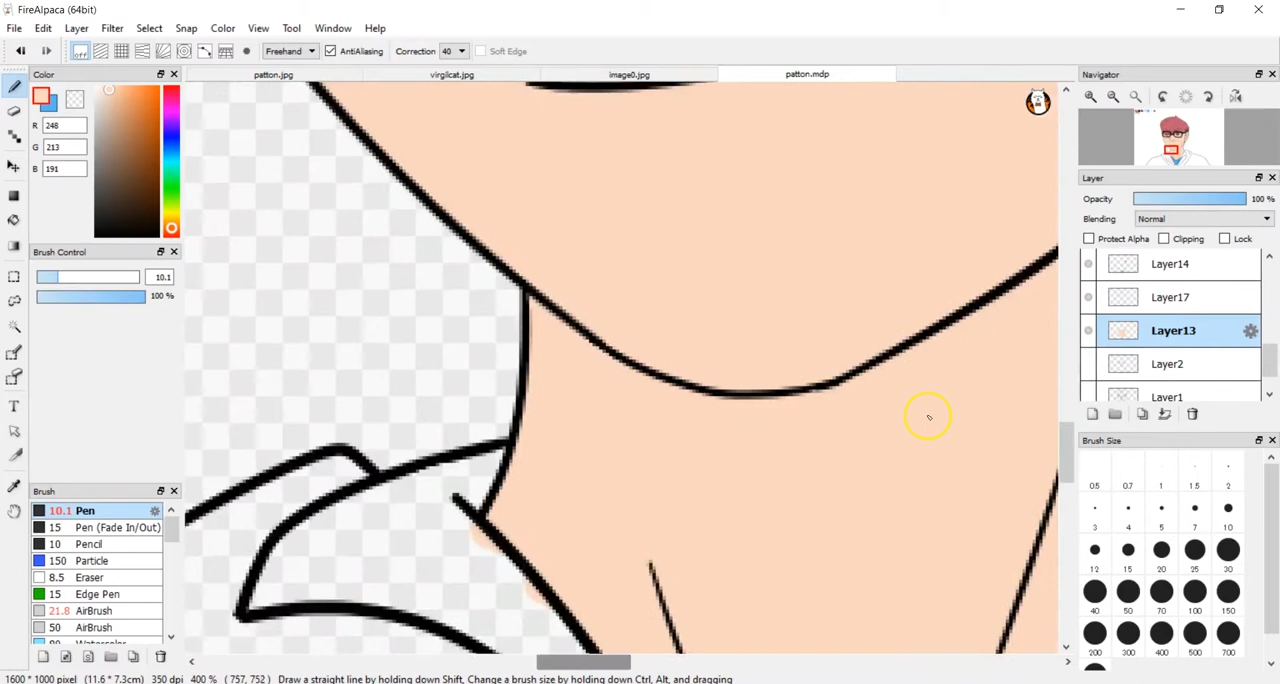 FireAlpaca (64bit)
File Edit Layer Filter Select Snap Color View Tool Window Help
off Freehand AntiAliasing Correction 40 Soft Edge
Color
patton.jpg virgilcat.jpg image0.jpg patton.mdp
Navigator
R 248
G 213
B 191
Layer
Opacity 100 %
Blending Normal
Protect Alpha Clipping Lock
Brush Control
10.1
100 %
Layer14
Layer17
Layer13
Layer2
Layer1
Brush Size
0.5 0.7 1 1.5 2
3 4 5 7 10
12 15 20 25 30
40 50 70 100 150
200 300 400 500 700
Brush
10.1 Pen
15 Pen (Fade In/Out)
10 Pencil
150 Particle
8.5 Eraser
15 Edge Pen
21.8 AirBrush
50 AirBrush
1600 * 1000 pixel (11.6 * 7.3cm) 350 dpi 400 % ( 757, 752 ) Draw a straight line by holding down Shift, Change a brush size by holding down Ctrl, Alt, and dragging